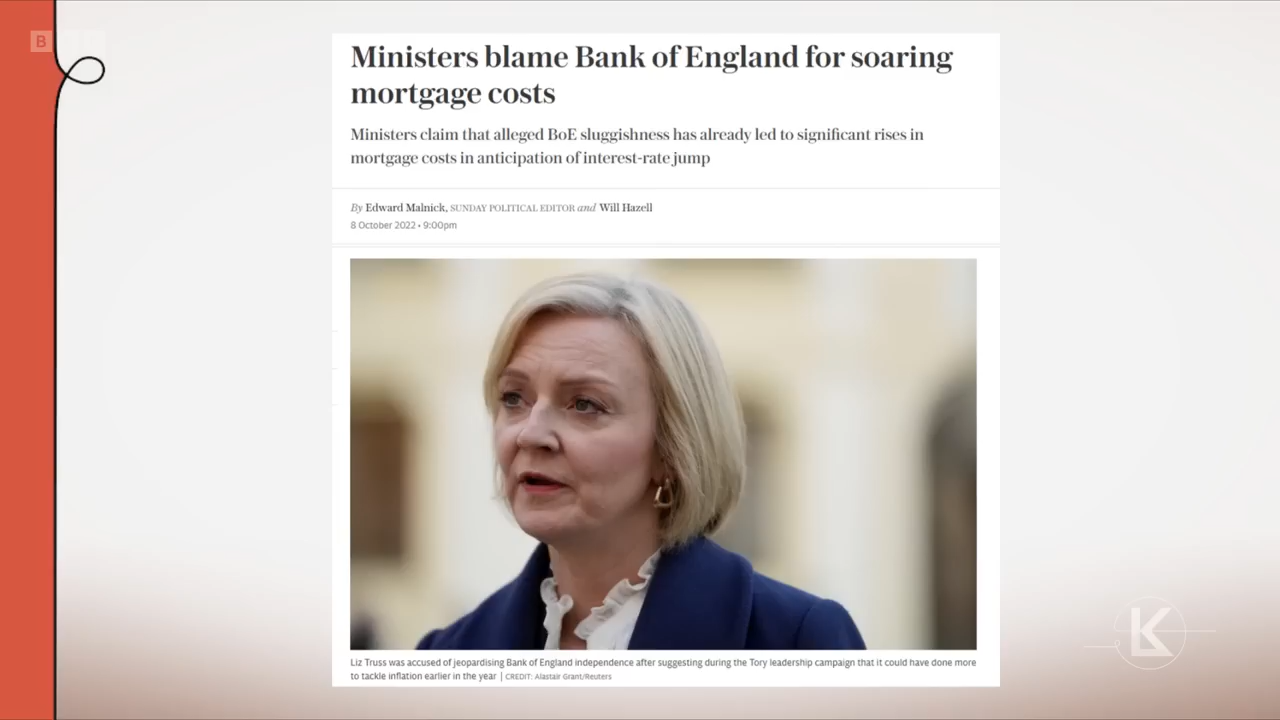 B
Ministers blame Bank of England for soaring
mortgage costs
Ministers claim that alleged BoE sluggishness has already led to significant rises in
mortgage costs in anticipation of interest-rate jump
By Edward Malnick, SUNDAY POLITICAL EDITOR and Will Hazell
8 October 2022 • 9:00pm
Liz Truss was accused of jeopardising Bank of England independence after suggesting during the Tory leadership campaign that it could have done more
to tackle inflation earlier in the year | CREDIT: Alastair Grant/Reuters
LK